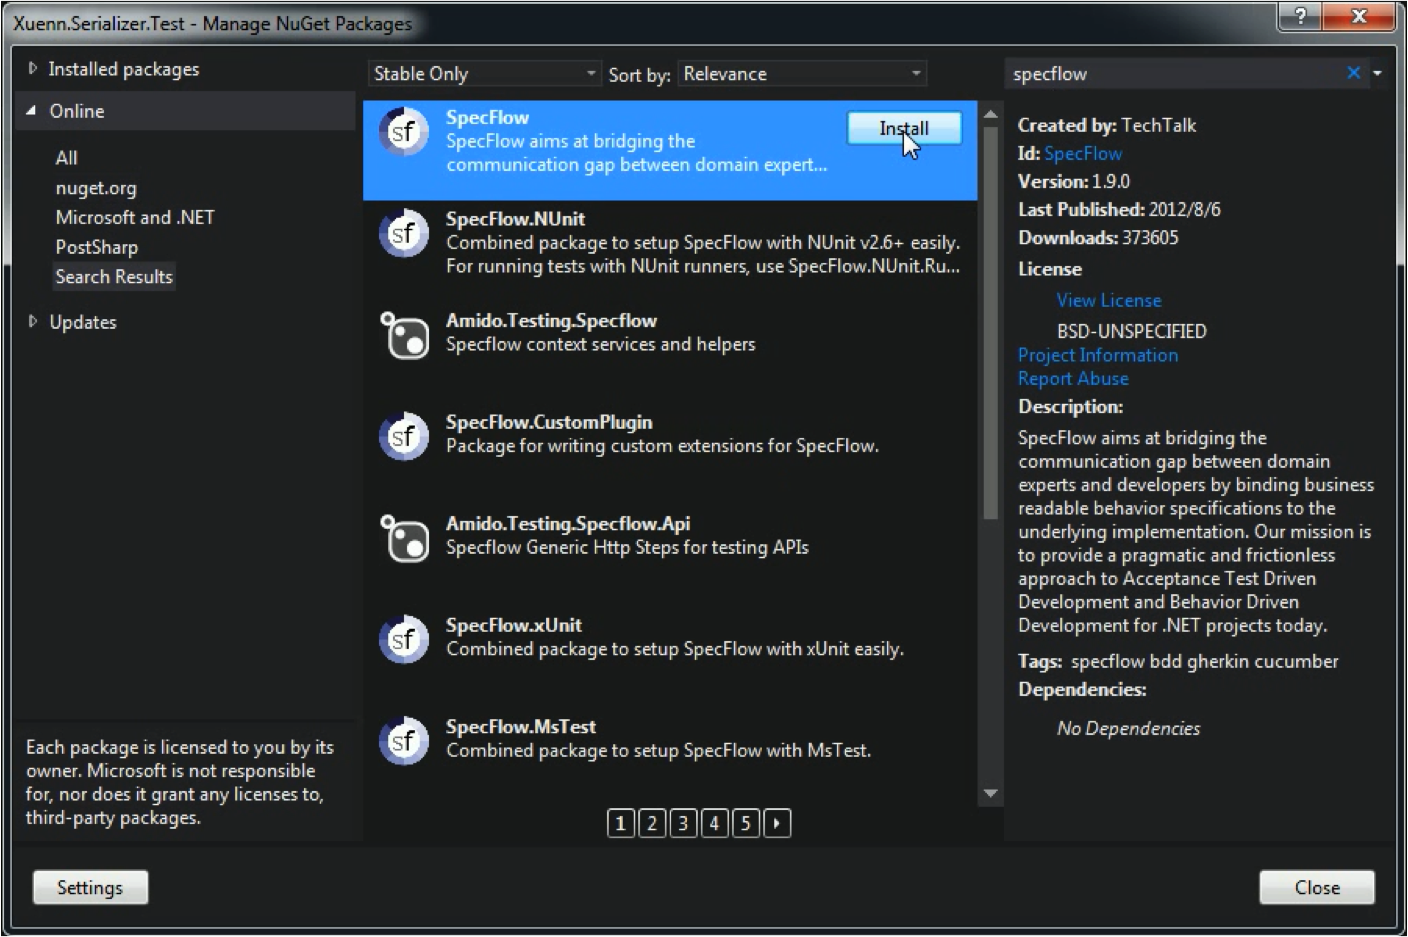 Xuenn.Serializer.Test - Manage NuGet Packages
?
X
Installed packages
Online
All
nuget.org
Microsoft and .NET
PostSharp
Search Results
Updates
Each package is licensed to you by its
owner. Microsoft is not responsible
for, nor does it grant any licenses to,
third-party packages.
Stable Only
Sort by: Relevance
sf
SpecFlow
SpecFlow aims at bridging the
communication gap between domain expert...
Install
sf
SpecFlow.NUnit
Combined package to setup SpecFlow with NUnit v2.6+ easily.
For running tests with NUnit runners, use SpecFlow.NUnit.Ru...
Amido.Testing.Specflow
Specflow context services and helpers
sf
SpecFlow.CustomPlugin
Package for writing custom extensions for SpecFlow.
Amido.Testing.Specflow.Api
Specflow Generic Http Steps for testing APIs
sf
SpecFlow.xUnit
Combined package to setup SpecFlow with xUnit easily.
sf
SpecFlow.MsTest
Combined package to setup SpecFlow with MsTest.
1 2 3 4 5
specflow
Created by: TechTalk
Id: SpecFlow
Version: 1.9.0
Last Published: 2012/8/6
Downloads: 373605
License
View License
BSD-UNSPECIFIED
Project Information
Report Abuse
Description:
SpecFlow aims at bridging the
communication gap between domain
experts and developers by binding business
readable behavior specifications to the
underlying implementation. Our mission is
to provide a pragmatic and frictionless
approach to Acceptance Test Driven
Development and Behavior Driven
Development for .NET projects today.
Tags: specflow bdd gherkin cucumber
Dependencies:
No Dependencies
Settings
Close